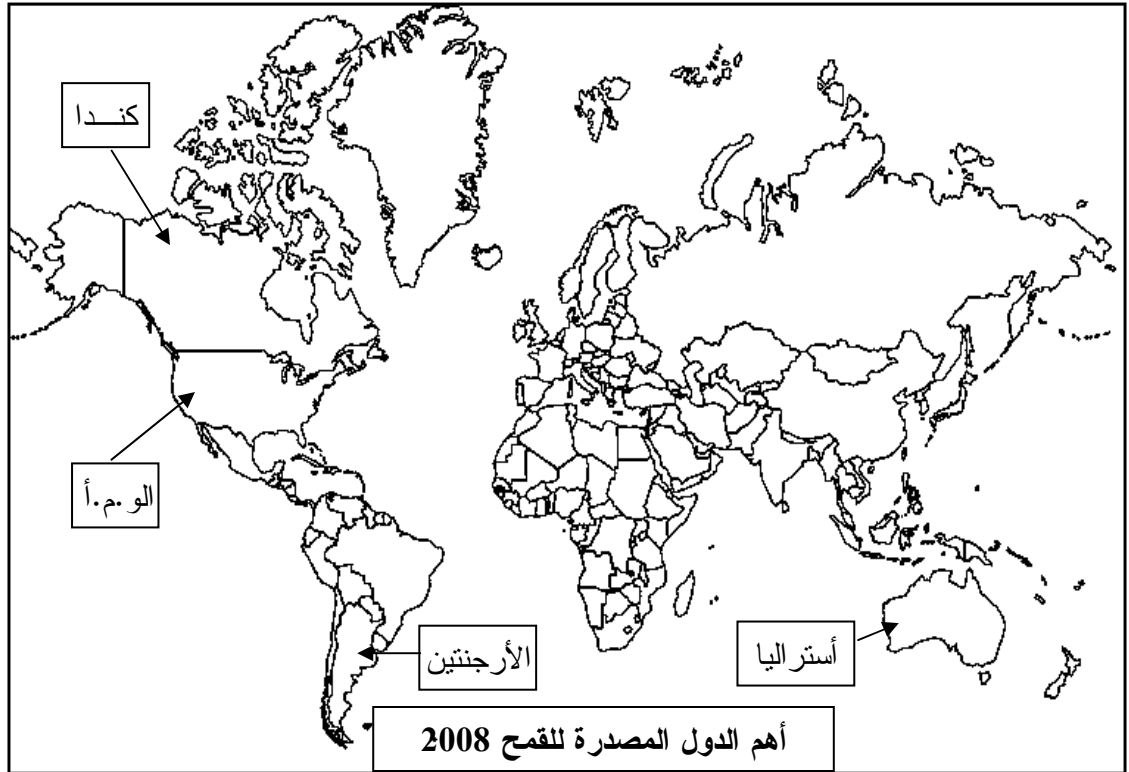 كنـــدا
الو.م.أ
الأرجنتين
أستراليا
أهم الدول المصدرة للقمح 2008